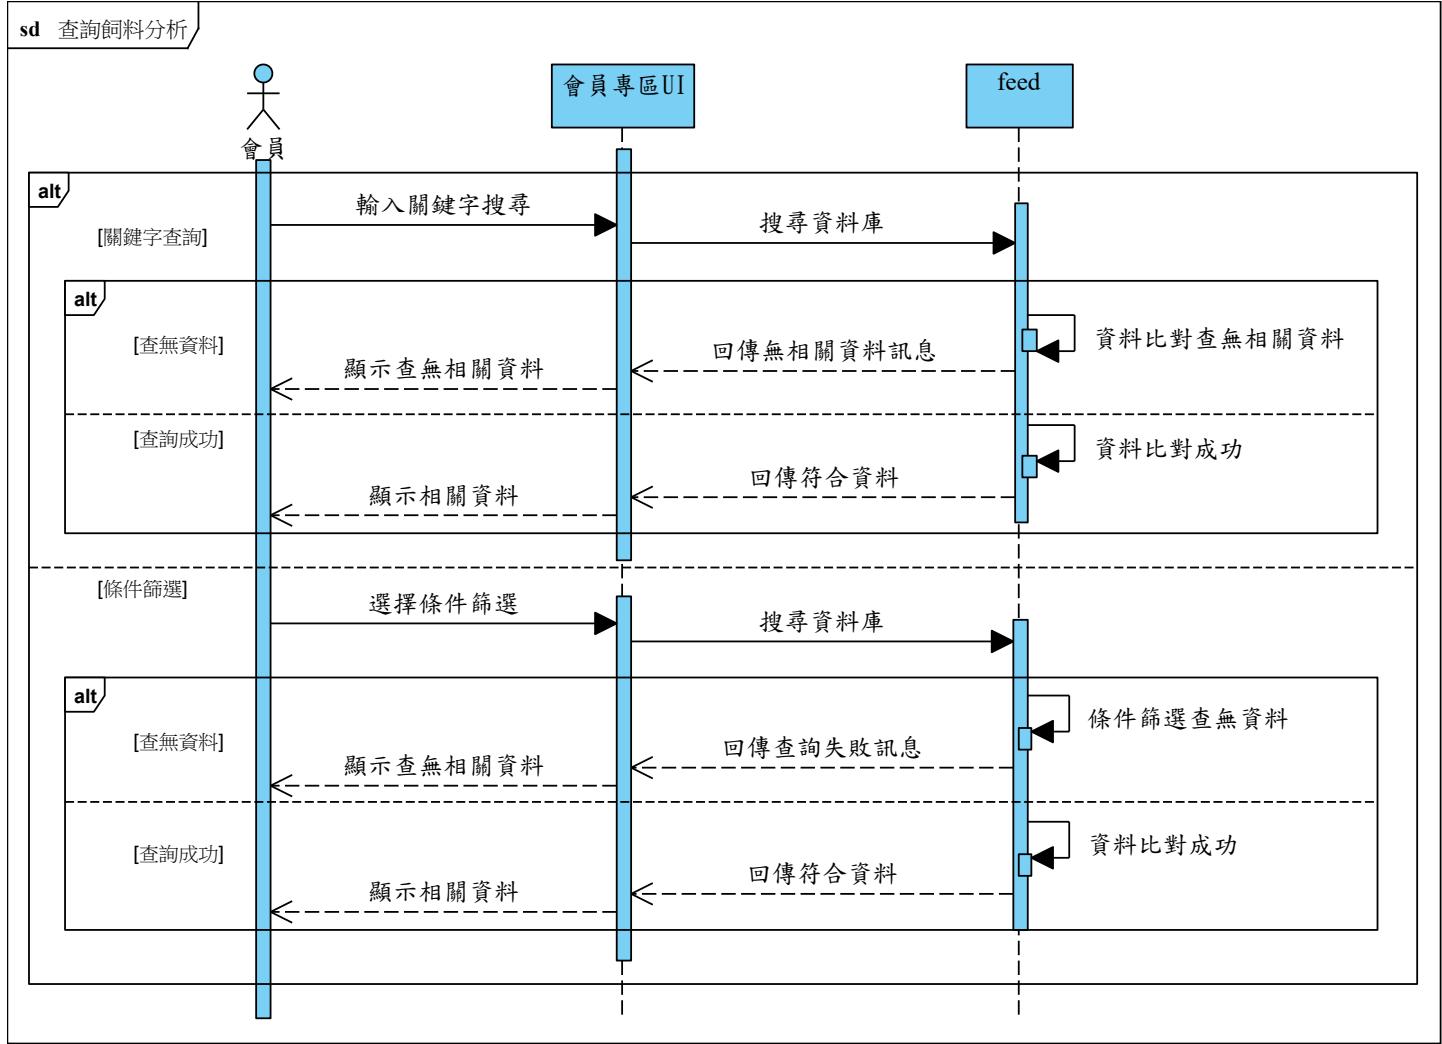 sd 查詢飼料分析
會員
會員專區UI
feed
alt
[關鍵字查詢]
輸入關鍵字搜尋
搜尋資料庫
alt
[查無資料]
資料比對查無相關資料
回傳無相關資料訊息
顯示查無相關資料
[查詢成功]
資料比對成功
回傳符合資料
顯示相關資料
[條件篩選]
選擇條件篩選
搜尋資料庫
alt
[查無資料]
條件篩選查無資料
回傳查詢失敗訊息
顯示查無相關資料
[查詢成功]
資料比對成功
回傳符合資料
顯示相關資料